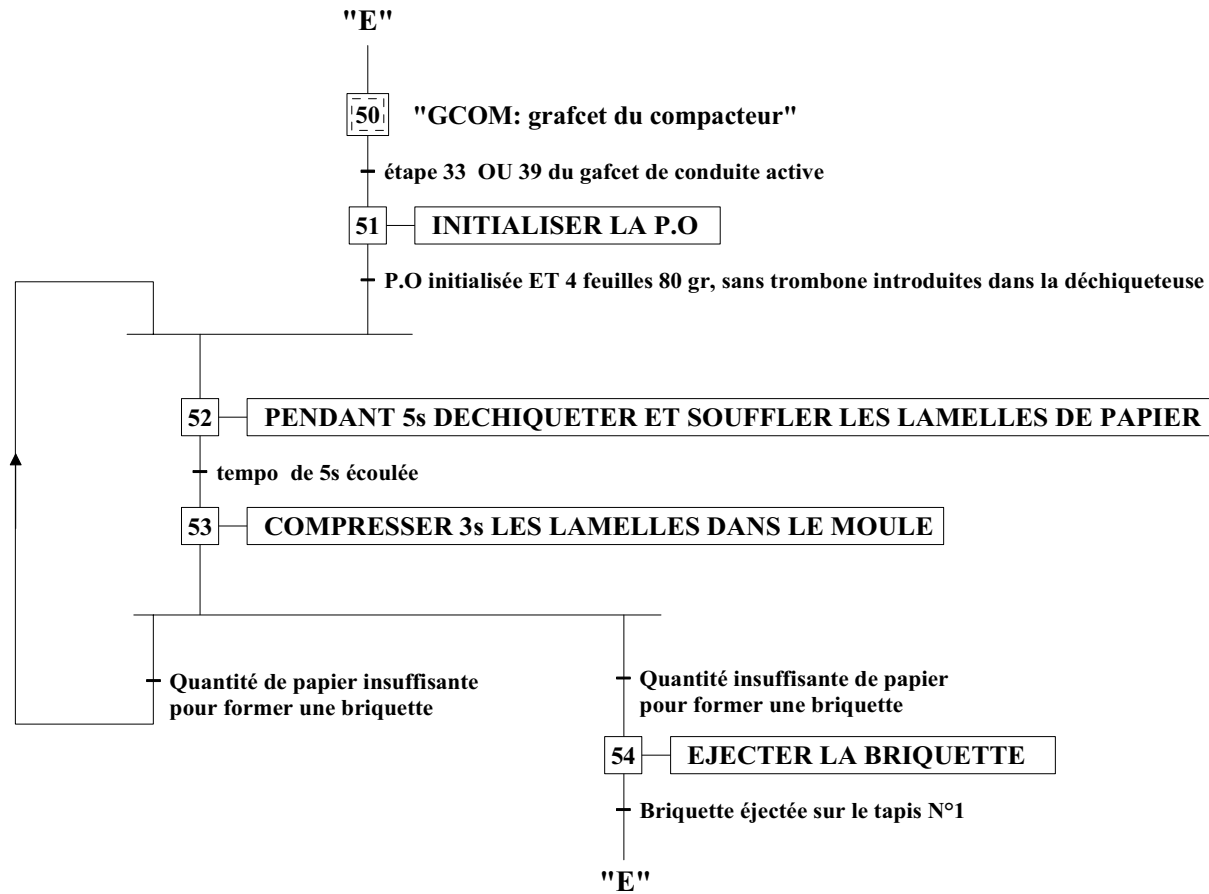 "E"
50 "GCOM: grafcet du compacteur"
étape 33 OU 39 du gafcet de conduite active
51 INITIALISER LA P.O
P.O initialisée ET 4 feuilles 80 gr, sans trombone introduites dans la déchiqueteuse
52 PENDANT 5s DECHIQUETER ET SOUFFLER LES LAMELLES DE PAPIER
tempo de 5s écoulée
53 COMPRESSER 3s LES LAMELLES DANS LE MOULE
Quantité de papier insuffisante
pour former une briquette
Quantité insuffisante de papier
pour former une briquette
54 EJECTER LA BRIQUETTE
Briquette éjectée sur le tapis N°1
"E"